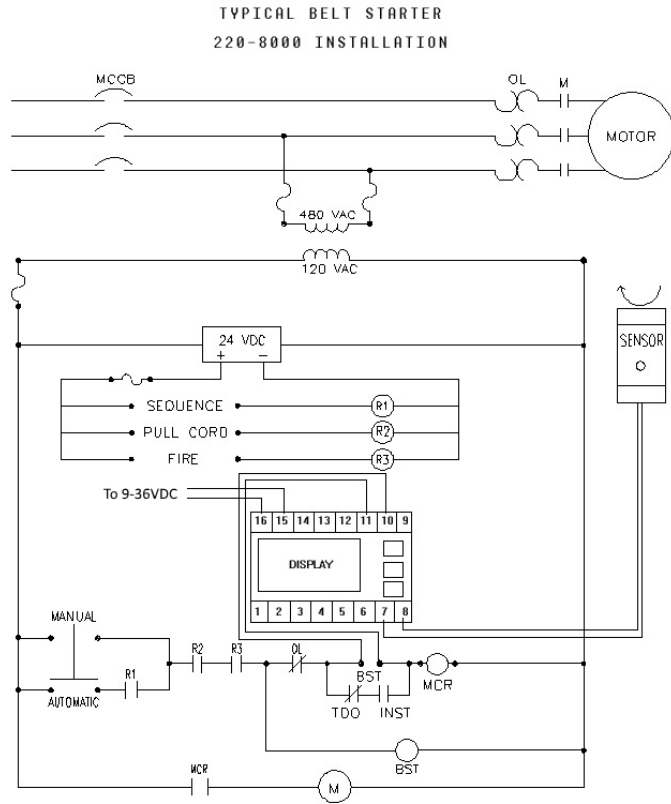 TYPICAL BELT STARTER
220-8000 INSTALLATION
MCCB
OL
M
MOTOR
480 VAC
120 VAC
24 VDC
+ −
SENSOR
SEQUENCE
R1
PULL CORD
R2
FIRE
R3
To 9-36VDC
16 15 14 13 12 11 10 9
DISPLAY
1 2 3 4 5 6 7 8
MANUAL
R2
R3
OL
R1
BST
MCR
AUTOMATIC
TDO
INST
BST
MCR
M